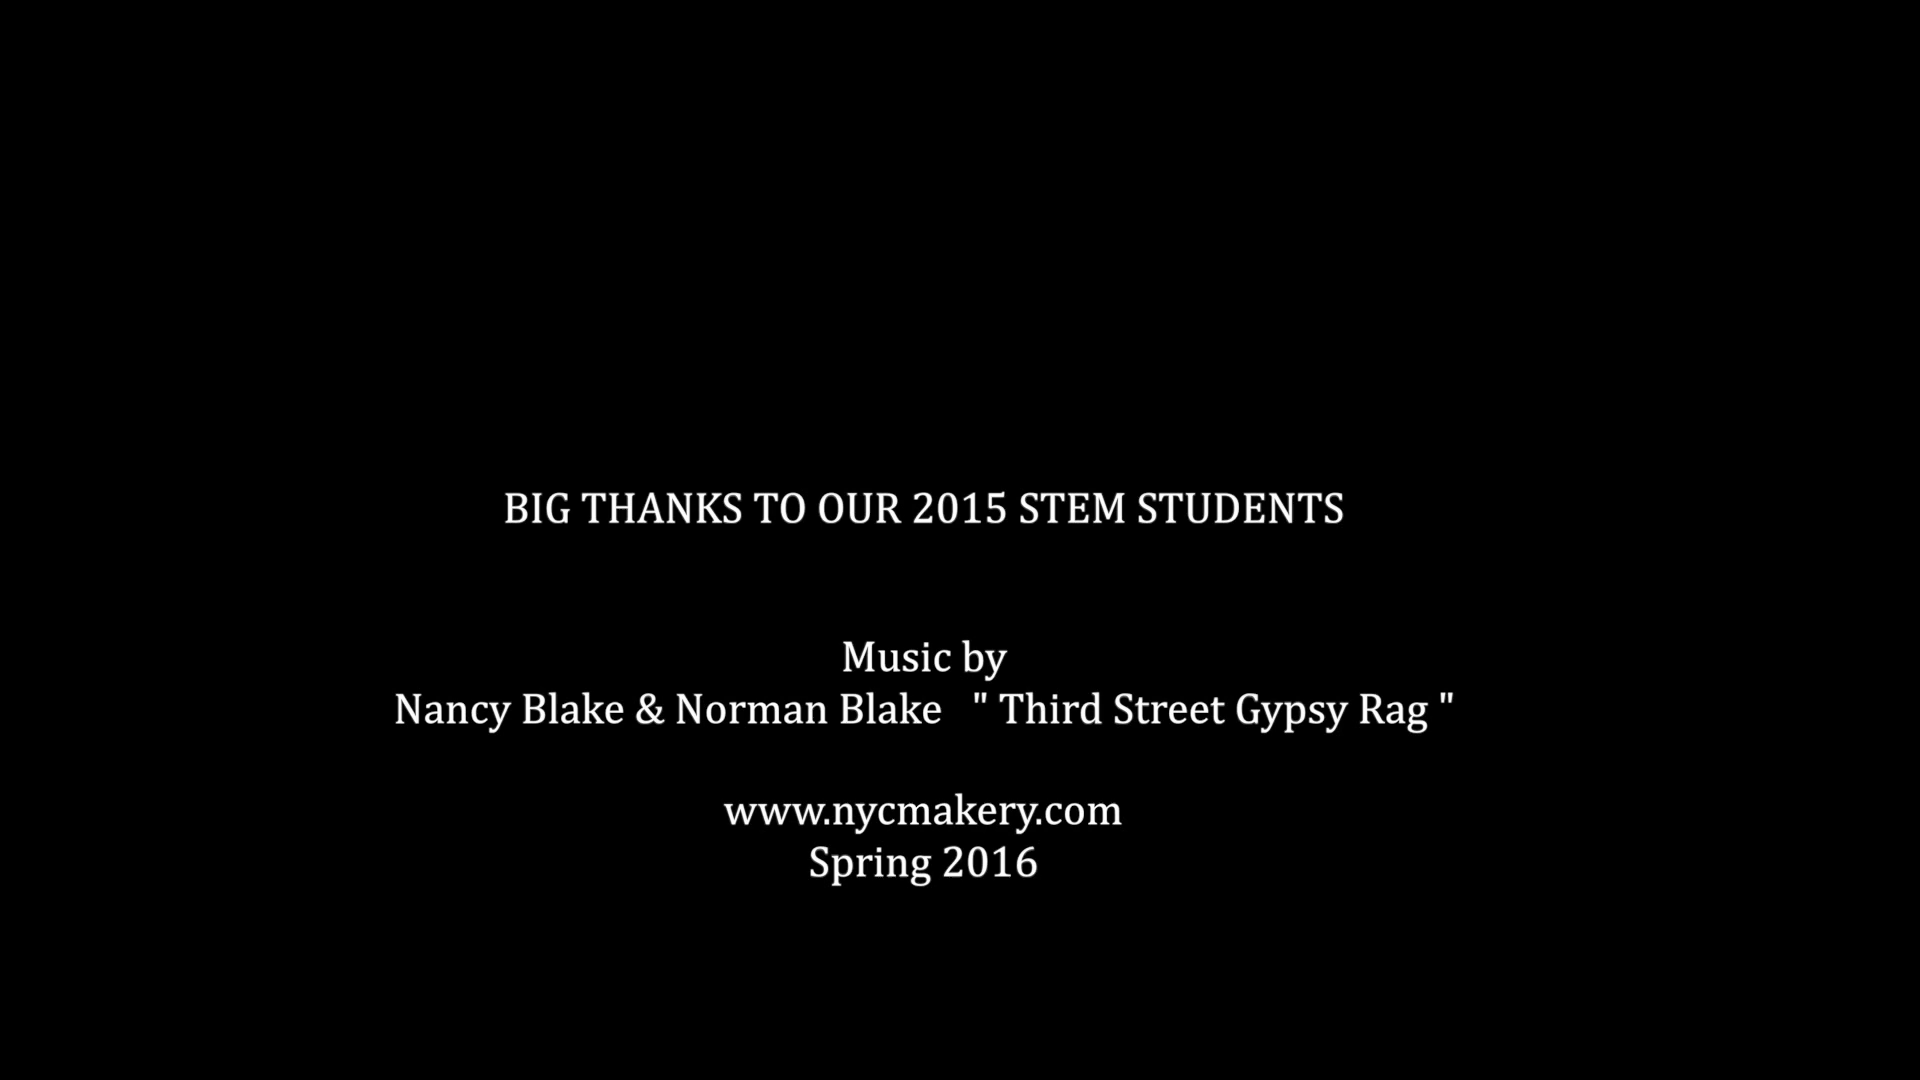 BIG THANKS TO OUR 2015 STEM STUDENTS
Music by
Nancy Blake & Norman Blake   " Third Street Gypsy Rag "
www.nycmakery.com
Spring 2016